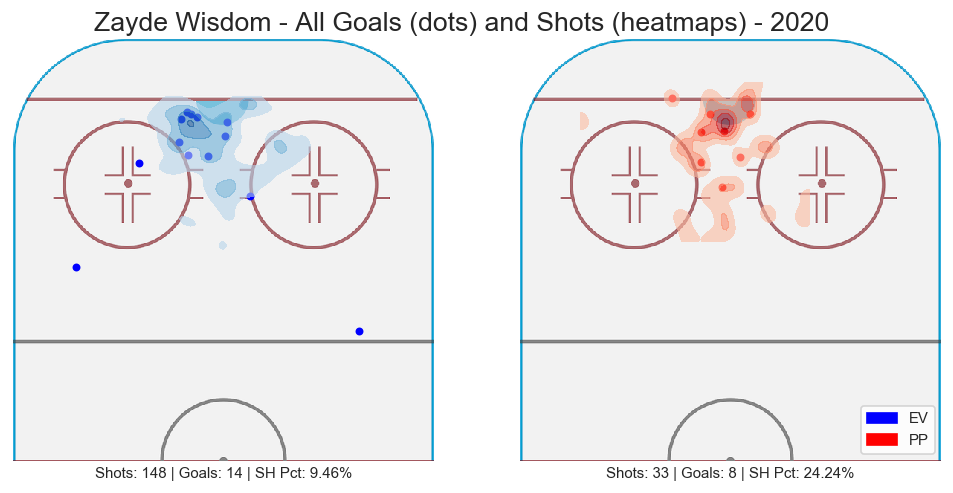 Zayde Wisdom - All Goals (dots) and Shots (heatmaps) - 2020
EV
PP
Shots: 148 | Goals: 14 | SH Pct: 9.46%
Shots: 33 | Goals: 8 | SH Pct: 24.24%